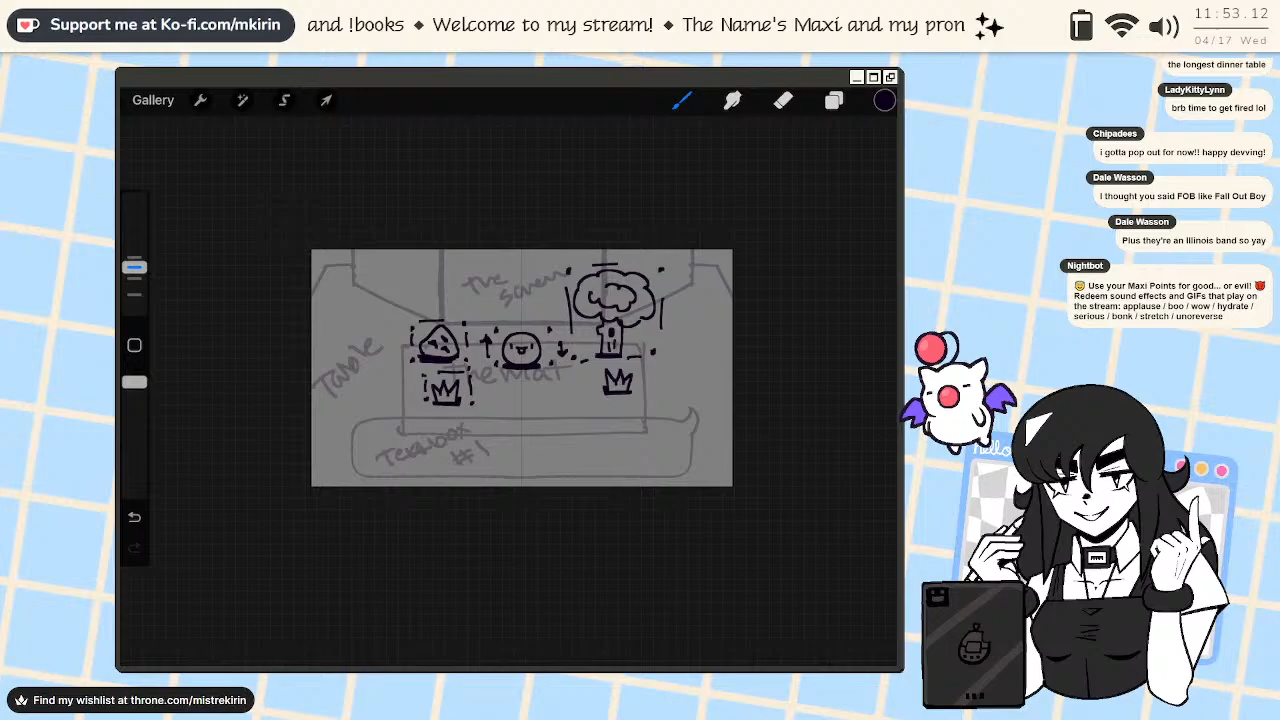 Support me at Ko-fi.com/mkirin
and !books ◆ Welcome to my stream! ◆ The Name's Maxi and my pron
11:53.12
04/17 Wed
the longest dinner table
LadyKittyLynn
brb time to get fired lol
Chipadees
i gotta pop out for now!! happy devving!
Dale Wasson
I thought you said FOB like Fall Out Boy
Dale Wasson
Plus they're an Illinois band so yay
Nightbot
😇 Use your Maxi Points for good... or evil! 👿
Redeem sound effects and GIFs that play on
the stream: applause / boo / wow / hydrate /
serious / bonk / stretch / unoreverse
Gallery
the
screen
Table
the Mat
Textbox
#1
hello
Find my wishlist at throne.com/mistrekirin